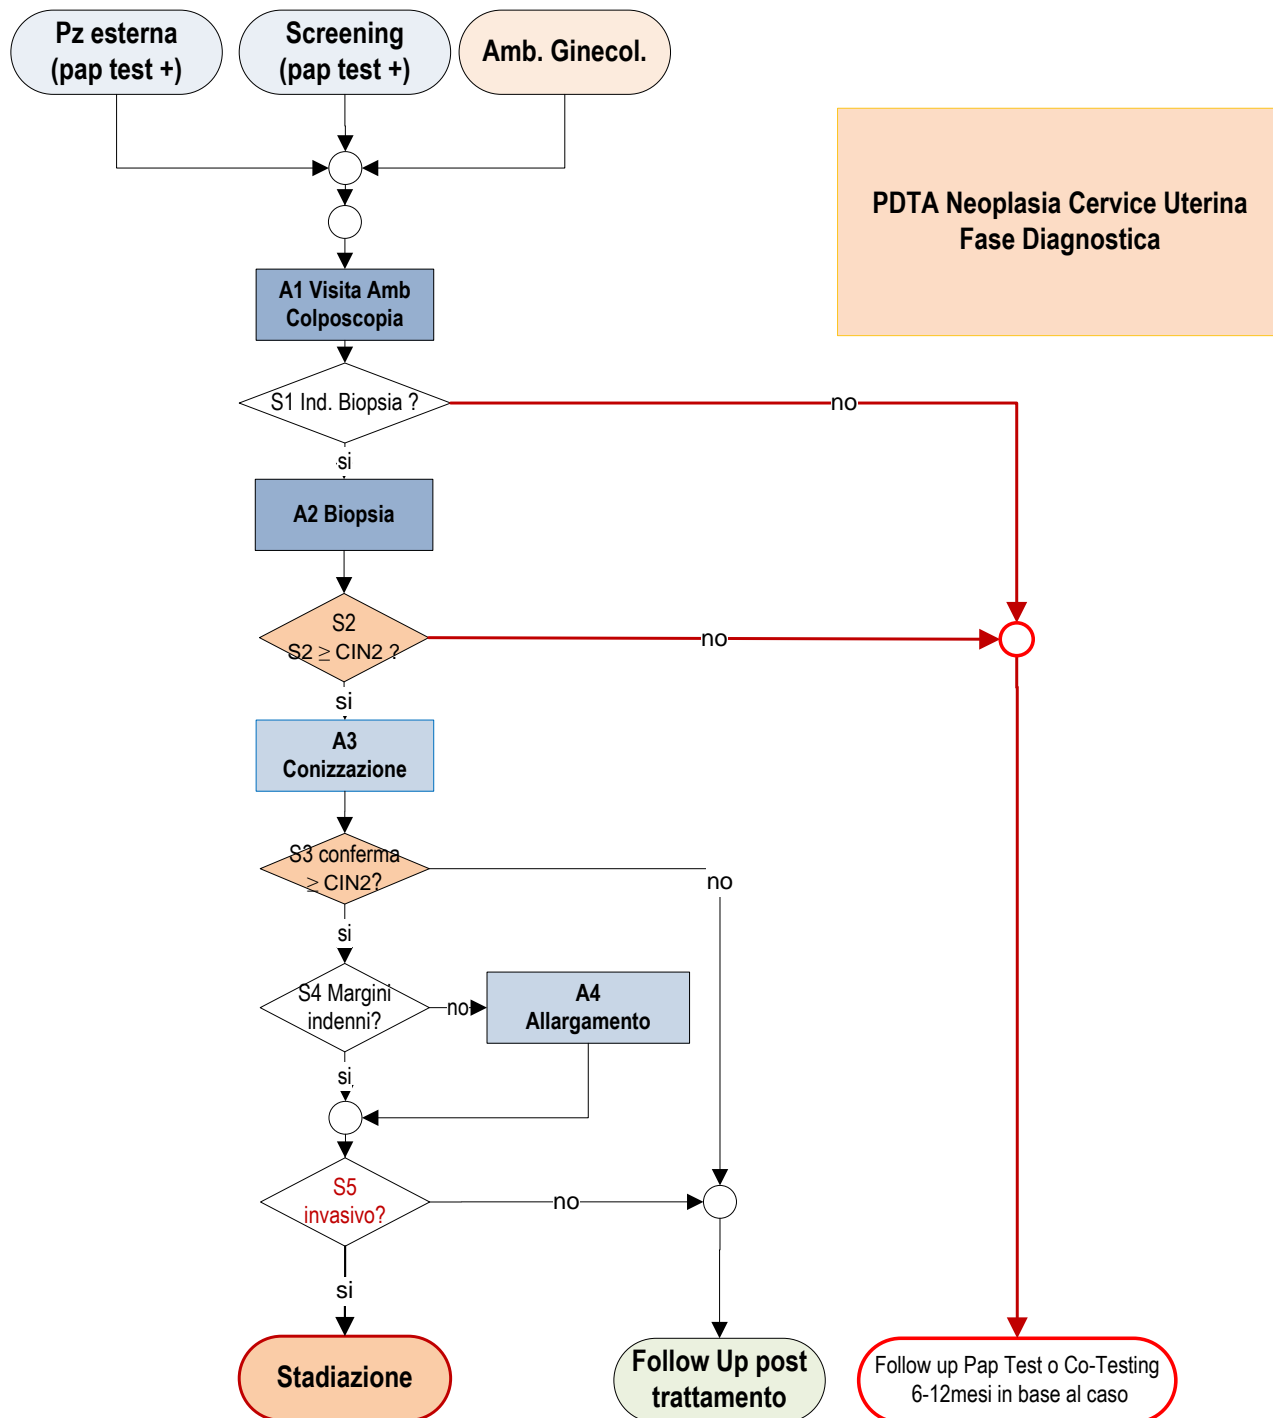 Pz esterna
(pap test +)
Screening
(pap test +)
Amb. Ginecol.
PDTA Neoplasia Cervice Uterina
Fase Diagnostica
A1 Visita Amb
Colposcopia
S1 Ind. Biopsia ?
no
si
A2 Biopsia
S2
S2 ≥ CIN2 ?
no
si
A3
Conizzazione
S3 conferma
≥ CIN2?
no
si
S4 Margini
indenni?
no
A4
Allargamento
si
S5
invasivo?
no
si
Stadiazione
Follow Up post
trattamento
Follow up Pap Test o Co-Testing
6-12mesi in base al caso